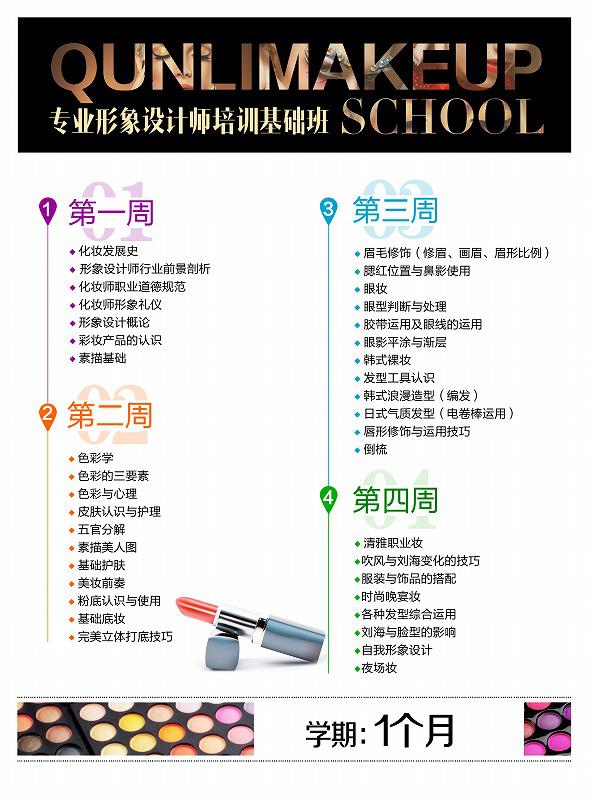 QUNLIMAKEUP
专业形象设计师培训基础班 SCHOOL
01
1 第一周
化妆发展史
形象设计师行业前景剖析
化妆师职业道德规范
化妆师形象礼仪
形象设计概论
彩妆产品的认识
素描基础
02
2 第二周
色彩学
色彩的三要素
色彩与心理
皮肤认识与护理
五官分解
素描美人图
基础护肤
美妆前奏
粉底认识与使用
基础底妆
完美立体打底技巧
03
3 第三周
眉毛修饰（修眉、画眉、眉形比例）
腮红位置与鼻影使用
眼妆
眼型判断与处理
胶带运用及眼线的运用
眼影平涂与渐层
韩式裸妆
发型工具认识
韩式浪漫造型（编发）
日式气质发型（电卷棒运用）
唇形修饰与运用技巧
倒梳
04
4 第四周
清雅职业妆
吹风与刘海变化的技巧
服装与饰品的搭配
时尚晚宴妆
各种发型综合运用
刘海与脸型的影响
自我形象设计
夜场妆
学期：1个月